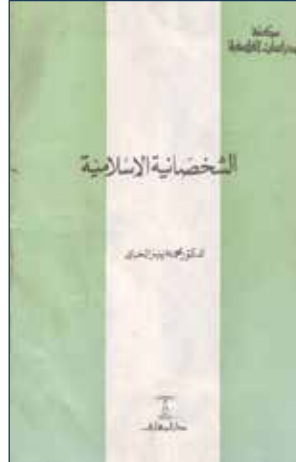 مكتبة
الدراسات الفلسفية
الشخصانية الإسلامية
الدكتور محمد عزيز الحبابي
دار المعارف